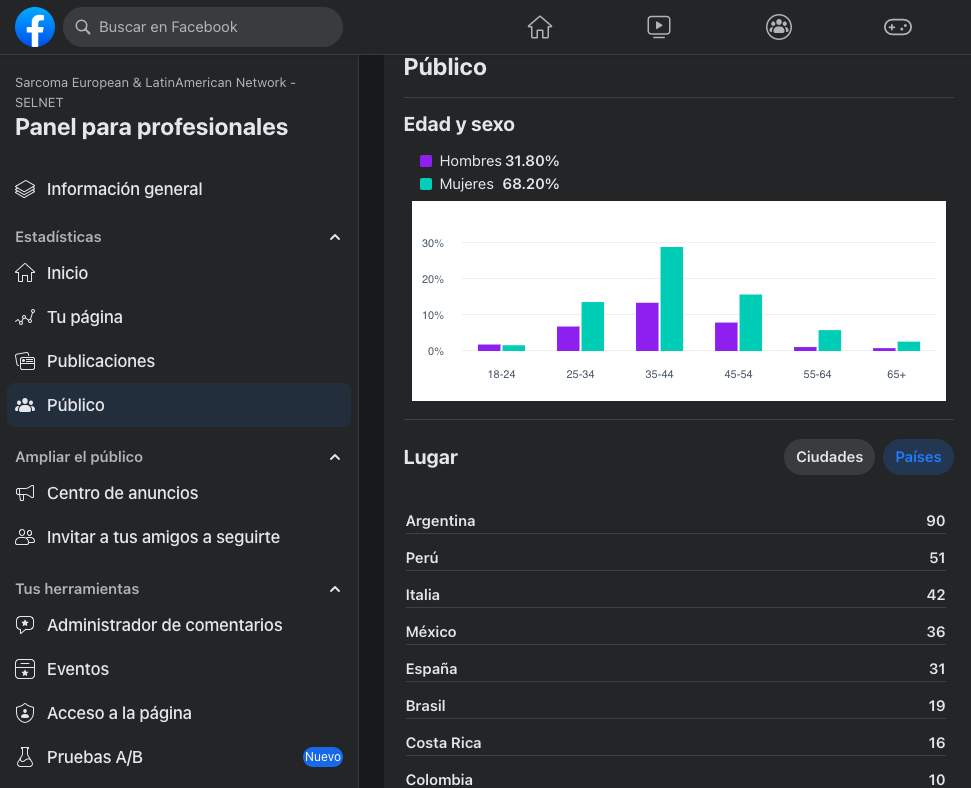 Buscar en Facebook
Sarcoma European & LatinAmerican Network -
SELNET
Panel para profesionales
Información general
Estadísticas
Inicio
Tu página
Publicaciones
Público
Ampliar el público
Centro de anuncios
Invitar a tus amigos a seguirte
Tus herramientas
Administrador de comentarios
Eventos
Acceso a la página
Pruebas A/B Nuevo
Público
Edad y sexo
Hombres 31.80%
Mujeres 68.20%
30%
20%
10%
0%
18-24 25-34 35-44 45-54 55-64 65+
Lugar Ciudades Países
Argentina 90
Perú 51
Italia 42
México 36
España 31
Brasil 19
Costa Rica 16
Colombia 10